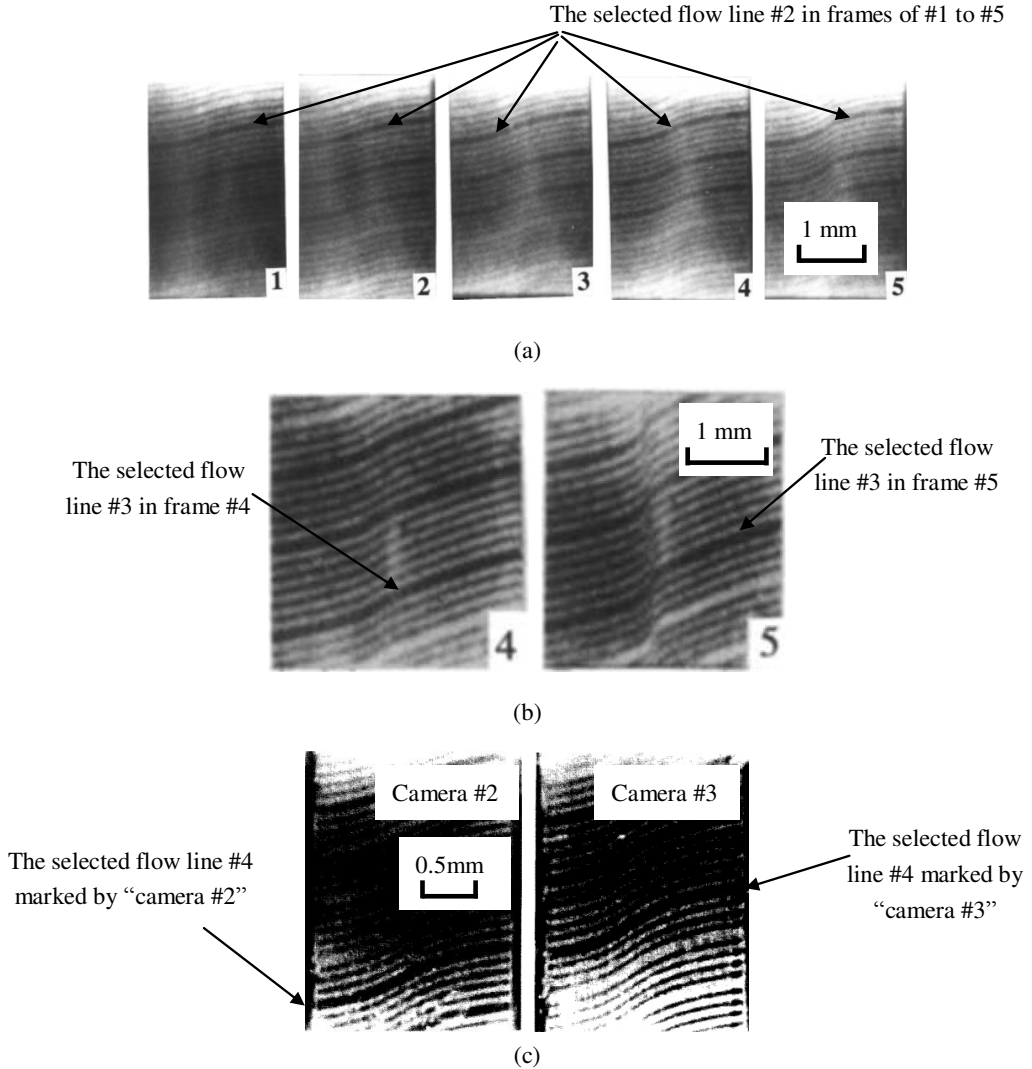 The selected flow line #2 in frames of #1 to #5
1
2
3
4
5
1 mm
(a)
The selected flow
line #3 in frame #4
4
5
1 mm
The selected flow
line #3 in frame #5
(b)
The selected flow line #4
marked by “camera #2”
Camera #2
0.5mm
Camera #3
The selected flow
line #4 marked by
“camera #3”
(c)